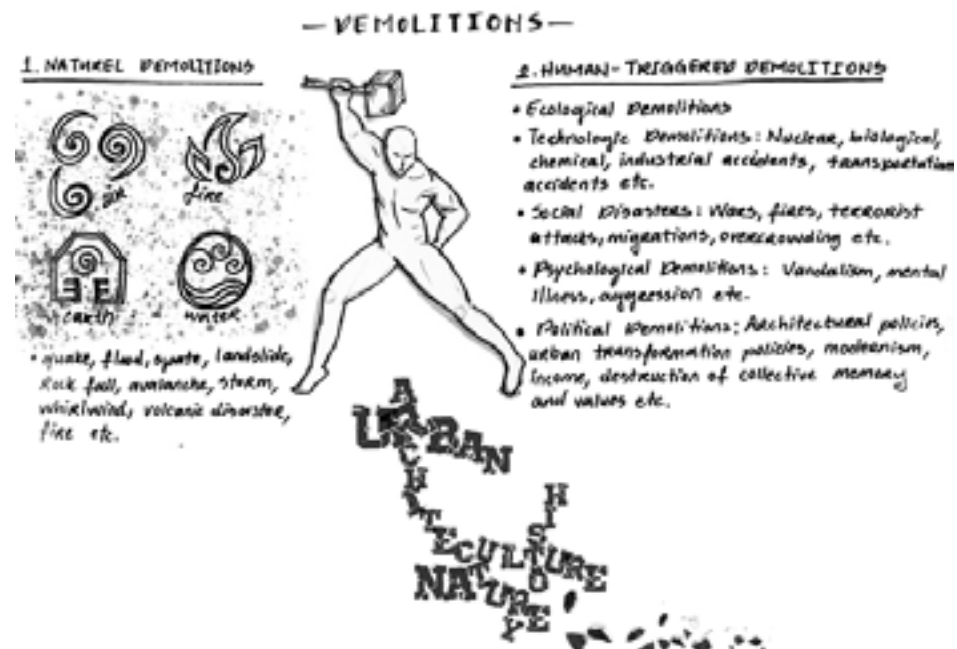 — DEMOLITIONS —
1. NATUREL DEMOLITIONS
air
fire
earth
water
• quake, flood, spate, landslide,
Rock fall, avalanche, storm,
whirlwind, volcanic disarster,
fire etc.
2. HUMAN-TRIGGERED DEMOLITIONS
• Ecological Demolitions
• Technologic Demolitions: Nuclear, biological,
chemical, industrial accidents, transportation
accidents etc.
• Social Disasters: Wars, fires, terrorist
attacks, migrations, overcrowding etc.
• Psychological Demolitions: Vandalism, mental
Illness, aggression etc.
• Political Demolitions: Architectural policies,
urban transformation policies, modernism,
Income, destruction of collective memory
and values etc.
URBAN
ARCHITECTURE
CULTURE
HISTORY
NATURE